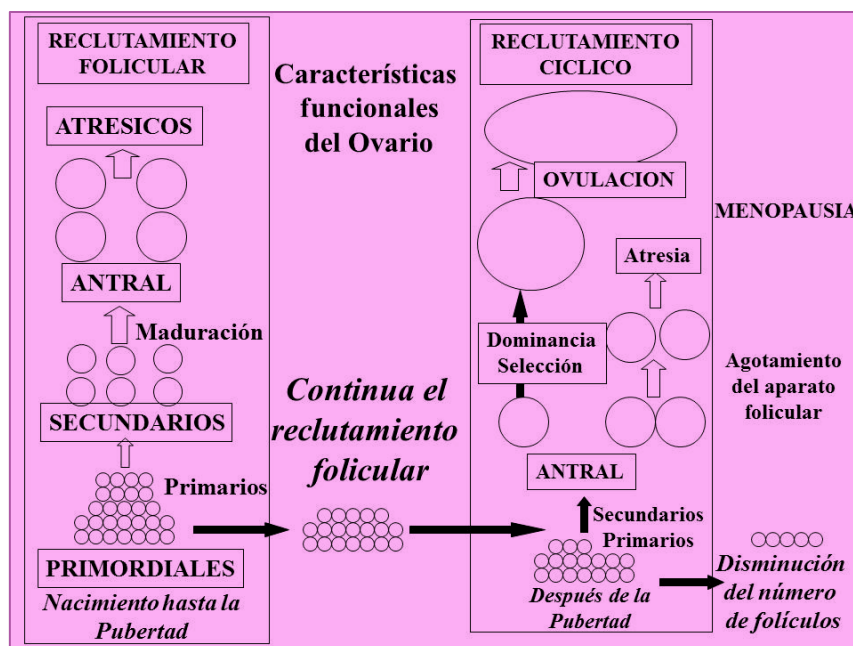 RECLUTAMIENTO
FOLICULAR
ATRESICOS
ANTRAL
Maduración
SECUNDARIOS
Primarios
PRIMORDIALES
Nacimiento hasta la
Pubertad
Características
funcionales
del Ovario
Continua el
reclutamiento
folicular
RECLUTAMIENTO
CICLICO
OVULACION
Atresia
Dominancia
Selección
ANTRAL
Secundarios
Primarios
Después de la
Pubertad
MENOPAUSIA
Agotamiento
del aparato
folicular
Disminución
del número
de folículos